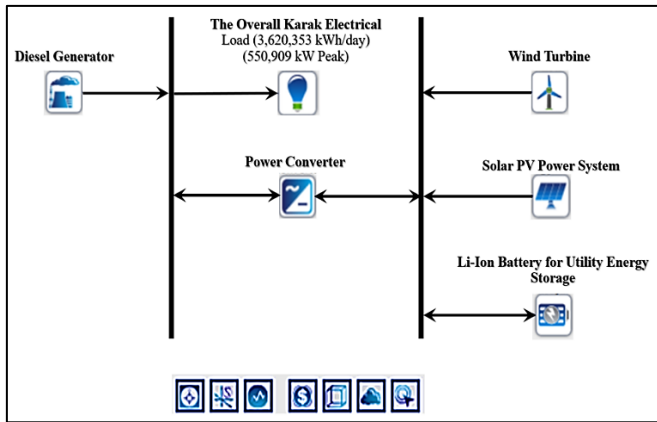 The Overall Karak Electrical
Load (3,620,353 kWh/day)
(550,909 kW Peak)
Diesel Generator
Wind Turbine
Power Converter
Solar PV Power System
Li-Ion Battery for Utility Energy
Storage